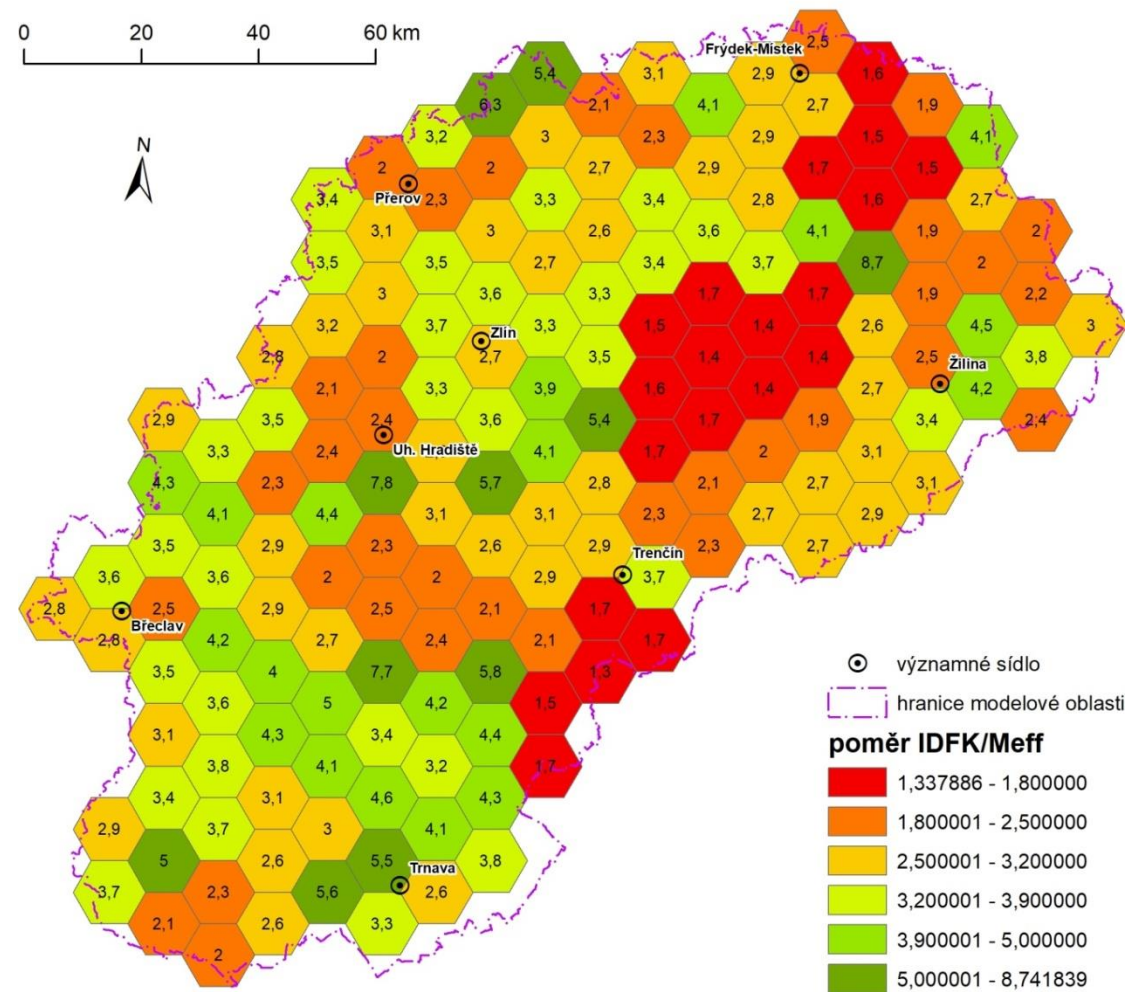 0 20 40 60 km
N
2,5
Frýdek-Místek
5,4 3,1 2,9 1,6
6,3 2,1 4,1 2,7 1,9
3,2 3 2,3 2,9 1,5 4,1
2 2 2,7 2,9 1,7 1,5
Přerov
3,4 2,3 3,3 3,4 2,8 1,6 2,7
3,1 3 2,6 3,6 4,1 1,9 2
3,5 3,5 2,7 3,4 3,7 8,7 2
3 3,6 3,3 1,7 1,7 1,9 2,2
3,2 3,7 3,3 1,5 1,4 2,6 4,5 3
Zlín
2,8 2 2,7 3,5 1,4 1,4 2,5 3,8
Žilina
2,1 3,3 3,9 1,6 1,4 2,7 4,2
2,9 3,5 2,4 3,6 5,4 1,7 1,9 3,4 2,4
Uh. Hradiště
3,3 2,4 4,1 1,7 2 3,1
4,3 2,3 7,8 5,7 2,8 2,1 2,7 3,1
4,1 4,4 3,1 3,1 2,3 2,7 2,9
3,5 2,9 2,3 2,6 2,9 2,3 2,7
Trenčín
3,6 3,6 2 2 2,9 3,7
2,8 2,5 2,9 2,5 2,1 1,7
Břeclav
2,8 4,2 2,7 2,4 2,1 1,7
3,5 4 7,7 5,8 1,3
3,6 5 4,2 1,5
3,1 4,3 3,4 4,4
3,8 4,1 3,2 1,7
3,4 3,1 4,6 4,3
2,9 3,7 3 4,1
5 2,6 5,5 3,8
Trnava
3,7 2,3 5,6 2,6
2,1 2,6 3,3
2
významné sídlo
hranice modelové oblasti
poměr IDFK/Meff
1,337886 - 1,800000
1,800001 - 2,500000
2,500001 - 3,200000
3,200001 - 3,900000
3,900001 - 5,000000
5,000001 - 8,741839